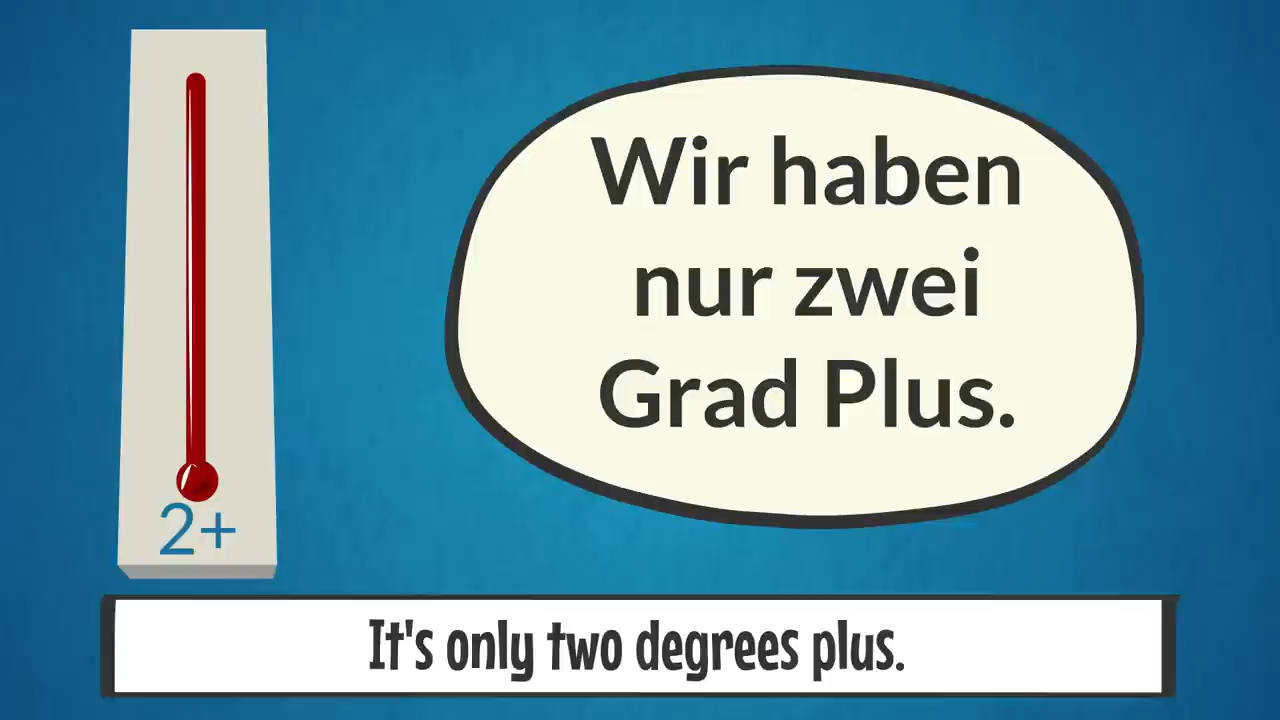 Wir haben
nur zwei
Grad Plus.
2+
It's only two degrees plus.